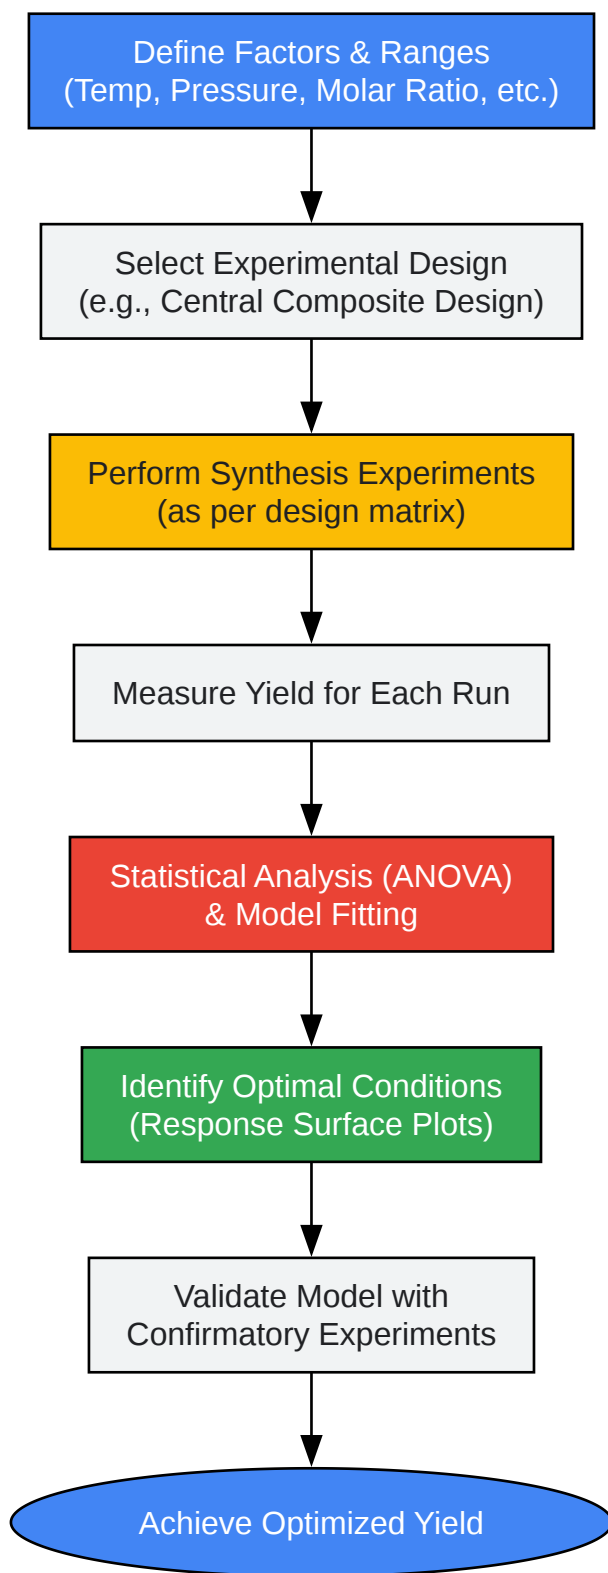 Define Factors & Ranges
(Temp, Pressure, Molar Ratio, etc.)
Select Experimental Design
(e.g., Central Composite Design)
Perform Synthesis Experiments
(as per design matrix)
Measure Yield for Each Run
Statistical Analysis (ANOVA)
& Model Fitting
Identify Optimal Conditions
(Response Surface Plots)
Validate Model with
Confirmatory Experiments
Achieve Optimized Yield